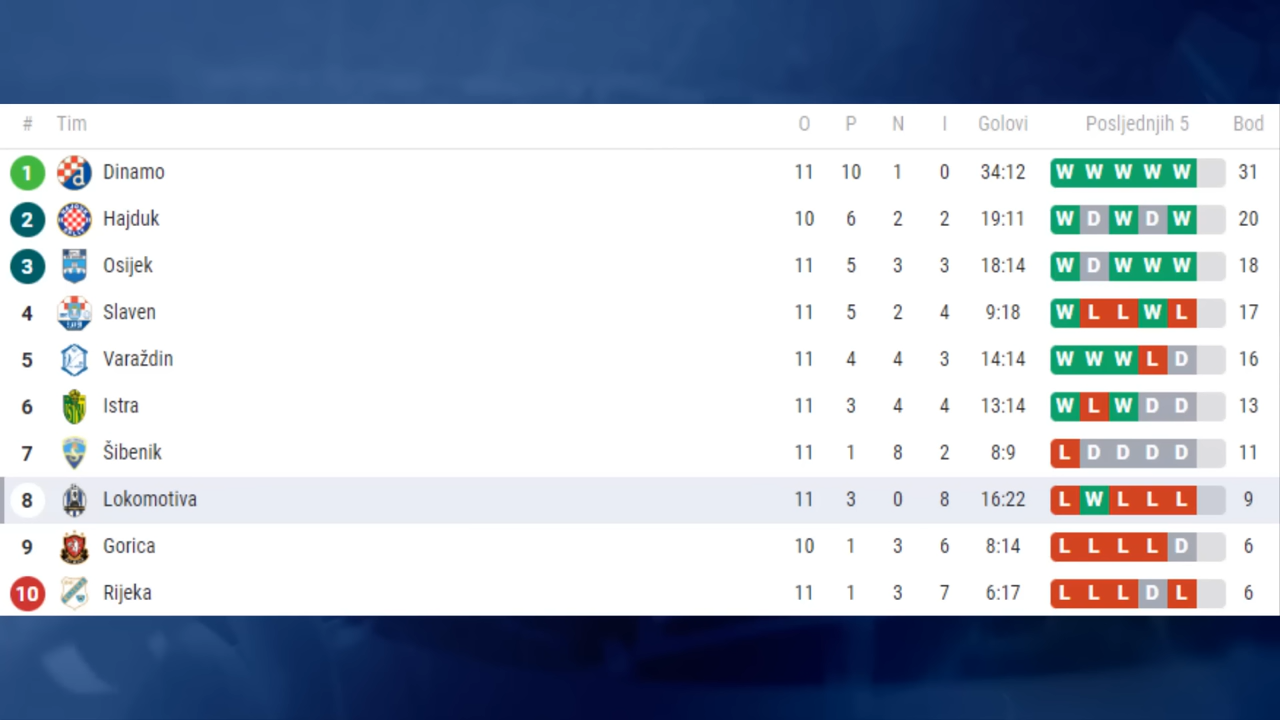 # Tim O P N I Golovi Posljednjih 5 Bod
1 Dinamo 11 10 1 0 34:12 W W W W W 31
2 Hajduk 10 6 2 2 19:11 W D W D W 20
3 Osijek 11 5 3 3 18:14 W D W W W 18
4 Slaven 11 5 2 4 9:18 W L L W L 17
5 Varaždin 11 4 4 3 14:14 W W W L D 16
6 Istra 11 3 4 4 13:14 W L W D D 13
7 Šibenik 11 1 8 2 8:9 L D D D D 11
8 Lokomotiva 11 3 0 8 16:22 L W L L L 9
9 Gorica 10 1 3 6 8:14 L L L L D 6
10 Rijeka 11 1 3 7 6:17 L L L D L 6